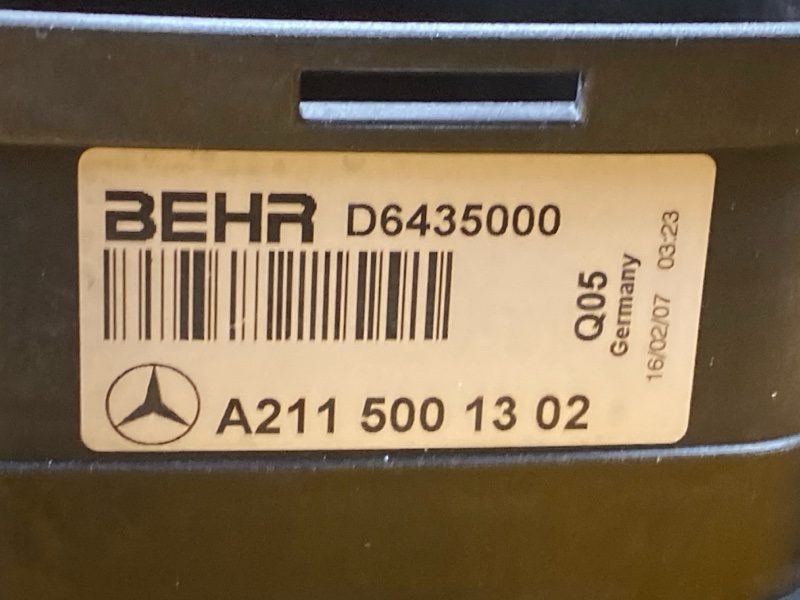 BEHR D6435000
A211 500 13 02
Q05
Germany
16/02/07 03:23